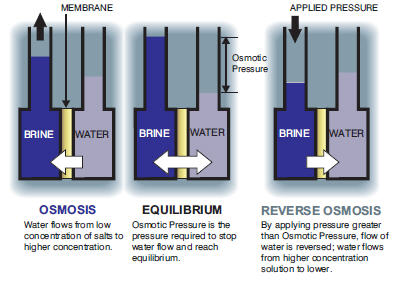 MEMBRANE
APPLIED PRESSURE
Osmotic
Pressure
BRINE
WATER
BRINE
WATER
BRINE
WATER
OSMOSIS
Water flows from low
concentration of salts to
higher concentration.
EQUILIBRIUM
Osmotic Pressure is the
pressure required to stop
water flow and reach
equilibrium.
REVERSE OSMOSIS
By applying pressure greater
than Osmotic Pressure, flow of
water is reversed; water flows
from higher concentration
solution to lower.